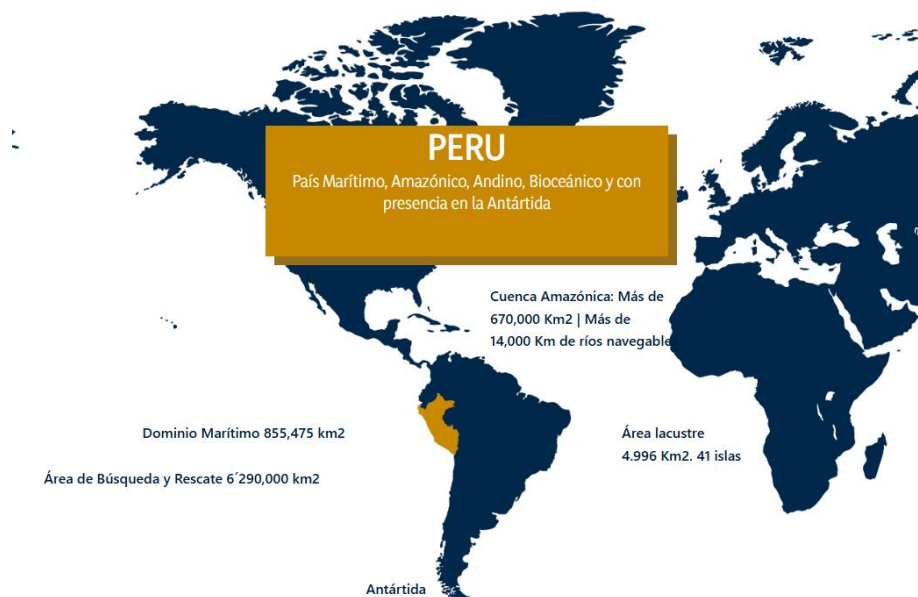 PERU
País Marítimo, Amazónico, Andino, Bioceánico y con
presencia en la Antártida
Cuenca Amazónica: Más de
670,000 Km2 | Más de
14,000 Km de ríos navegable
Dominio Marítimo 855,475 km2
Área lacustre
4.996 Km2. 41 islas
Área de Búsqueda y Rescate 6´290,000 km2
Antártida